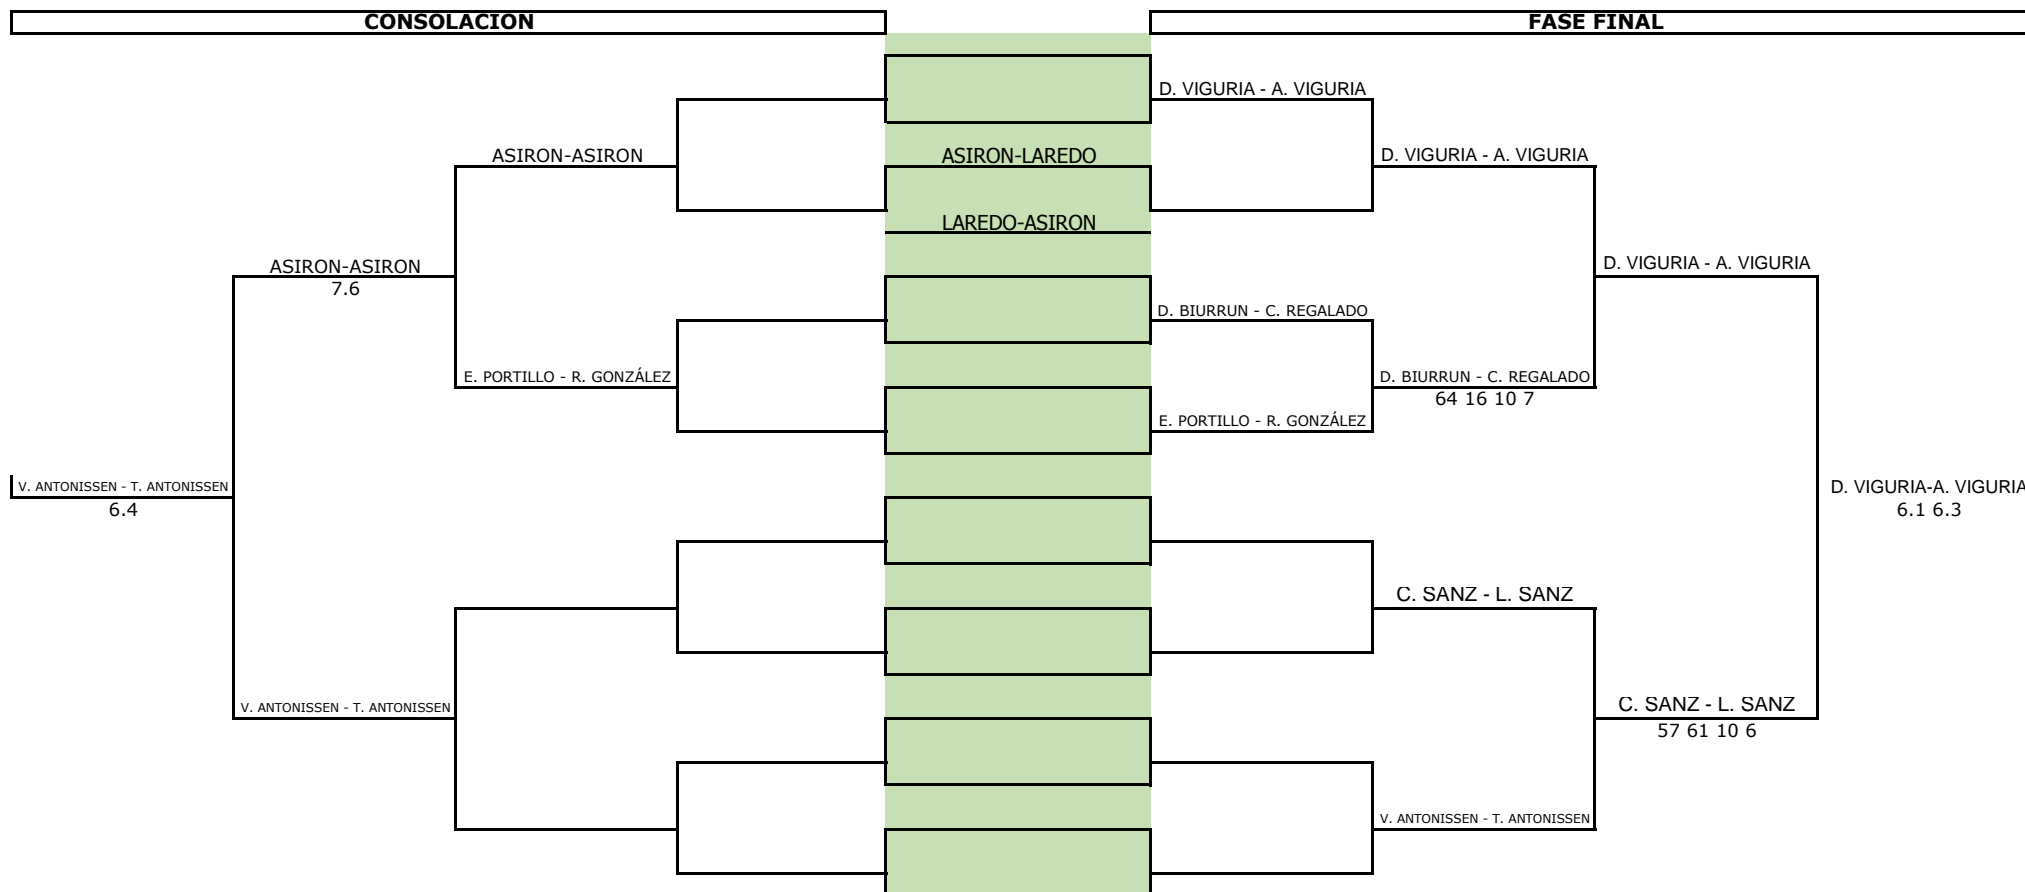 CONSOLACION
FASE FINAL
D. VIGURIA - A. VIGURIA
ASIRON-ASIRON
ASIRON-LAREDO
D. VIGURIA - A. VIGURIA
LAREDO-ASIRON
ASIRON-ASIRON
7.6
D. VIGURIA - A. VIGURIA
D. BIURRUN - C. REGALADO
E. PORTILLO - R. GONZÁLEZ
D. BIURRUN - C. REGALADO
64 16 10 7
E. PORTILLO - R. GONZÁLEZ
V. ANTONISSEN - T. ANTONISSEN
6.4
D. VIGURIA-A. VIGURIA
6.1 6.3
C. SANZ - L. SANZ
V. ANTONISSEN - T. ANTONISSEN
C. SANZ - L. SANZ
57 61 10 6
V. ANTONISSEN - T. ANTONISSEN